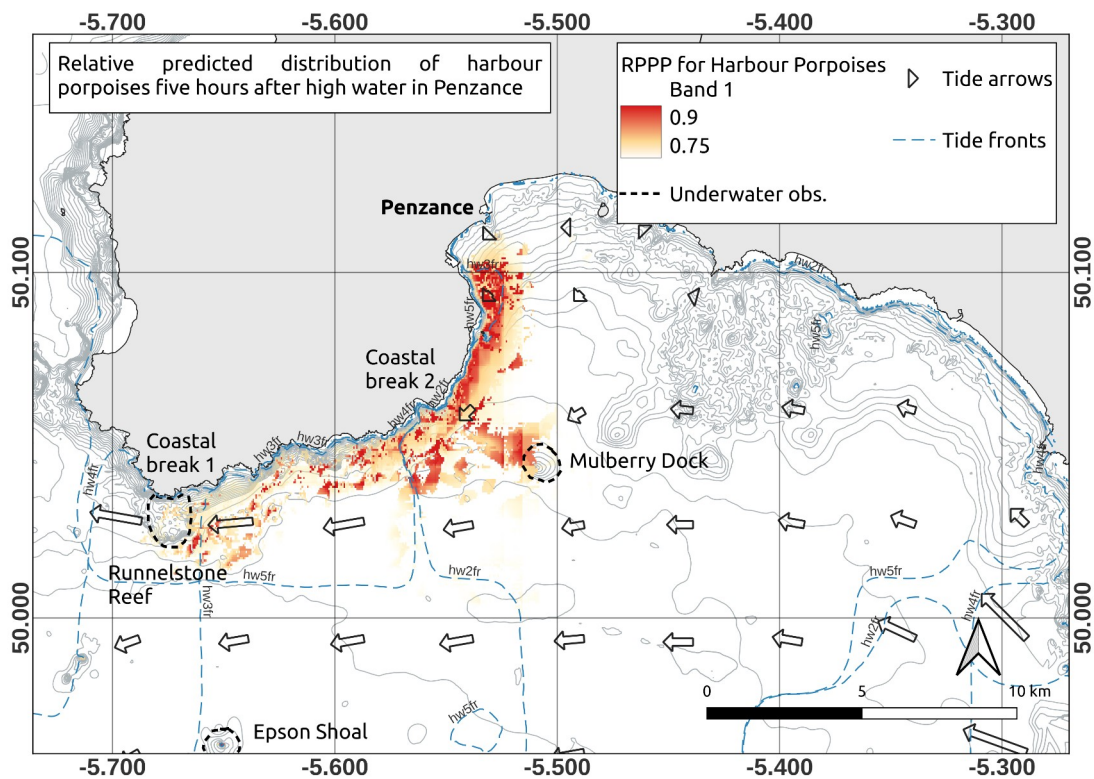 -5.700 -5.600 -5.500 -5.400 -5.300
Relative predicted distribution of harbour
porpoises five hours after high water in Penzance
RPPP for Harbour Porpoises
Band 1
0.9
0.75
Underwater obs.
Tide arrows
Tide fronts
Penzance
50.100
50.100
hw3fr
hw2fr
hw5fr
hw5fr
Coastal
break 2
hw2fr
hw4fr
Coastal
break 1
hw3fr
hw3fr
Mulberry Dock
hw4fr
hw4fr
Runnelstone
Reef
hw5fr
hw2fr
hw5fr
hw3fr
hw4fr
hw2fr
50.000
50.000
0 5 10 km
Epson Shoal
hw5fr
-5.700 -5.600 -5.500 -5.400 -5.300